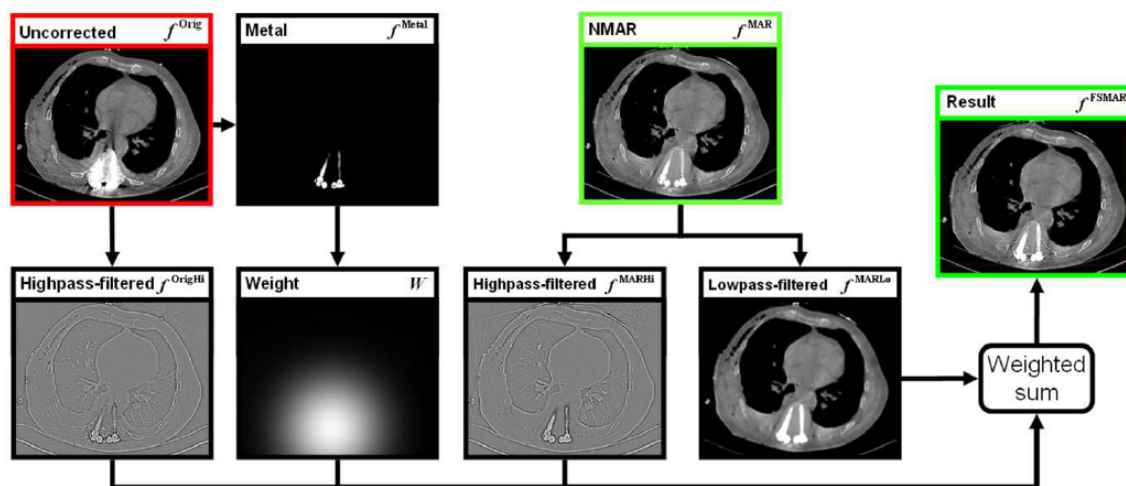 Uncorrected f^Orig
Metal f^Metal
NMAR f^MAR
Result f^FSMAR
Highpass-filtered f^OrigHi
Weight W
Highpass-filtered f^MARHi
Lowpass-filtered f^MARLo
Weighted
sum